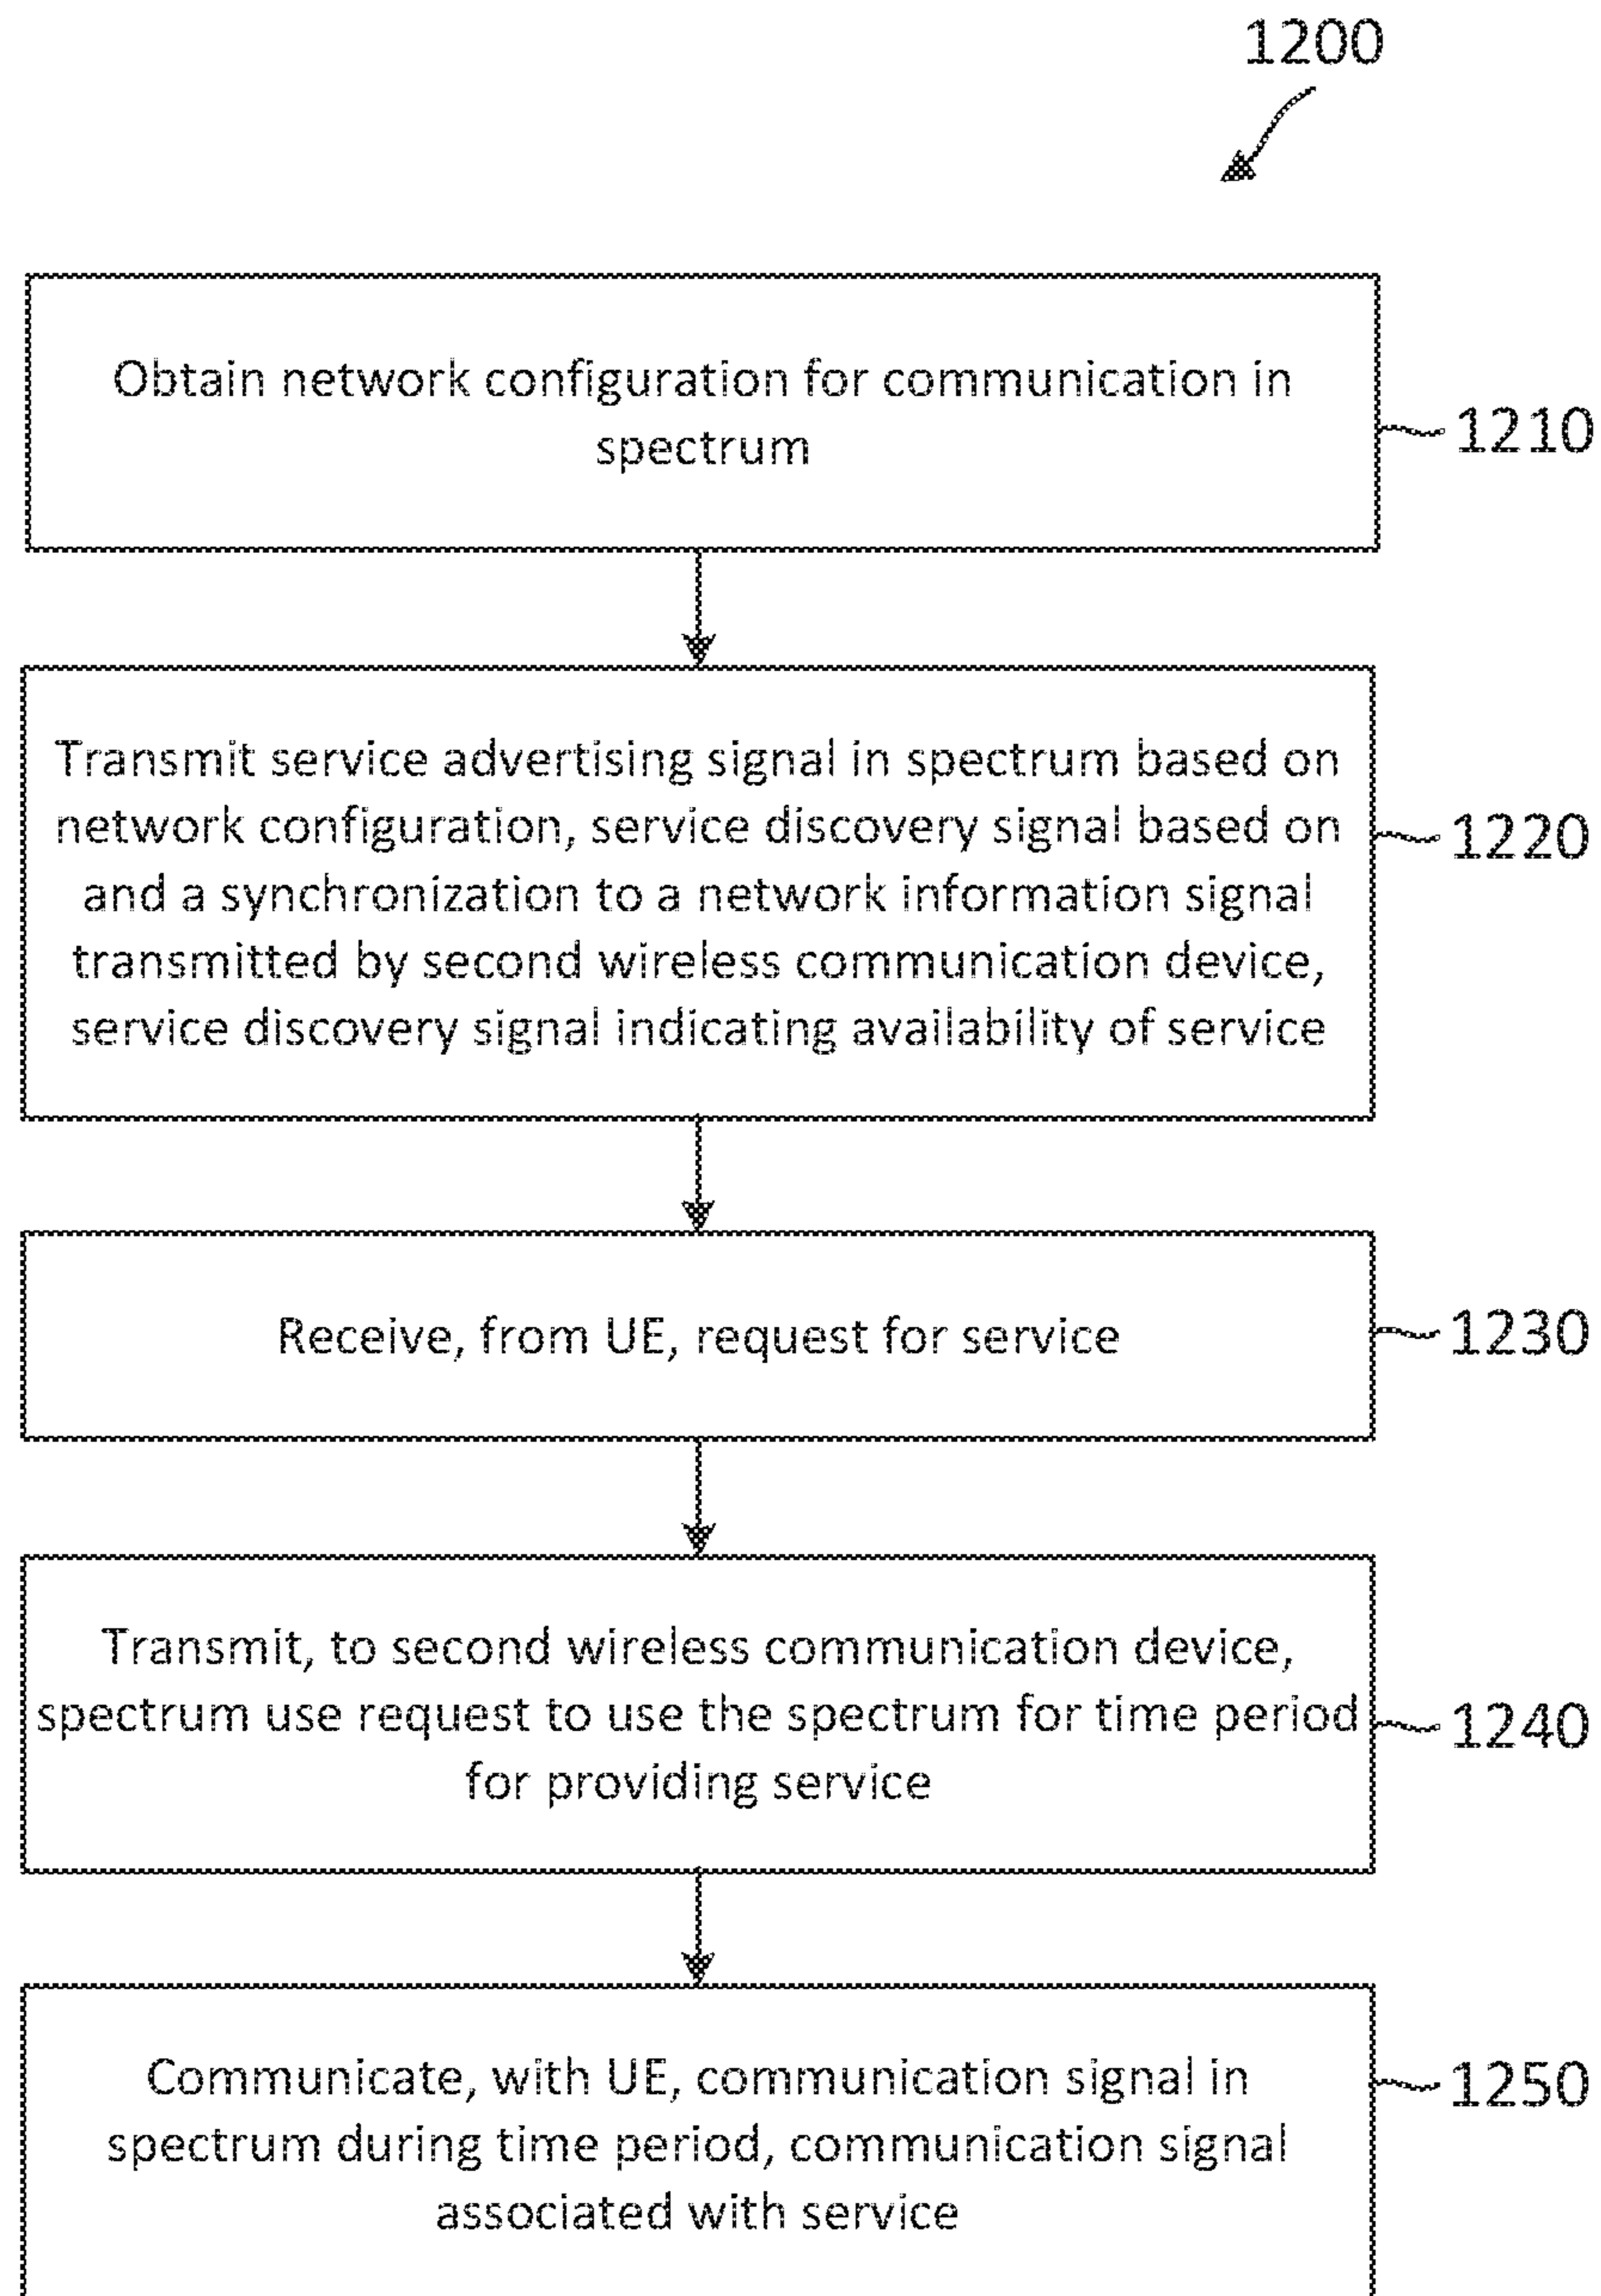 1200
Obtain network configuration for communication in
spectrum
1210
Transmit service advertising signal in spectrum based on
network configuration, service discovery signal based on
and a synchronization to a network information signal
transmitted by second wireless communication device,
service discovery signal indicating availability of service
1220
Receive, from UE, request for service
1230
Transmit, to second wireless communication device,
spectrum use request to use the spectrum for time period
for providing service
1240
Communicate, with UE, communication signal in
spectrum during time period, communication signal
associated with service
1250